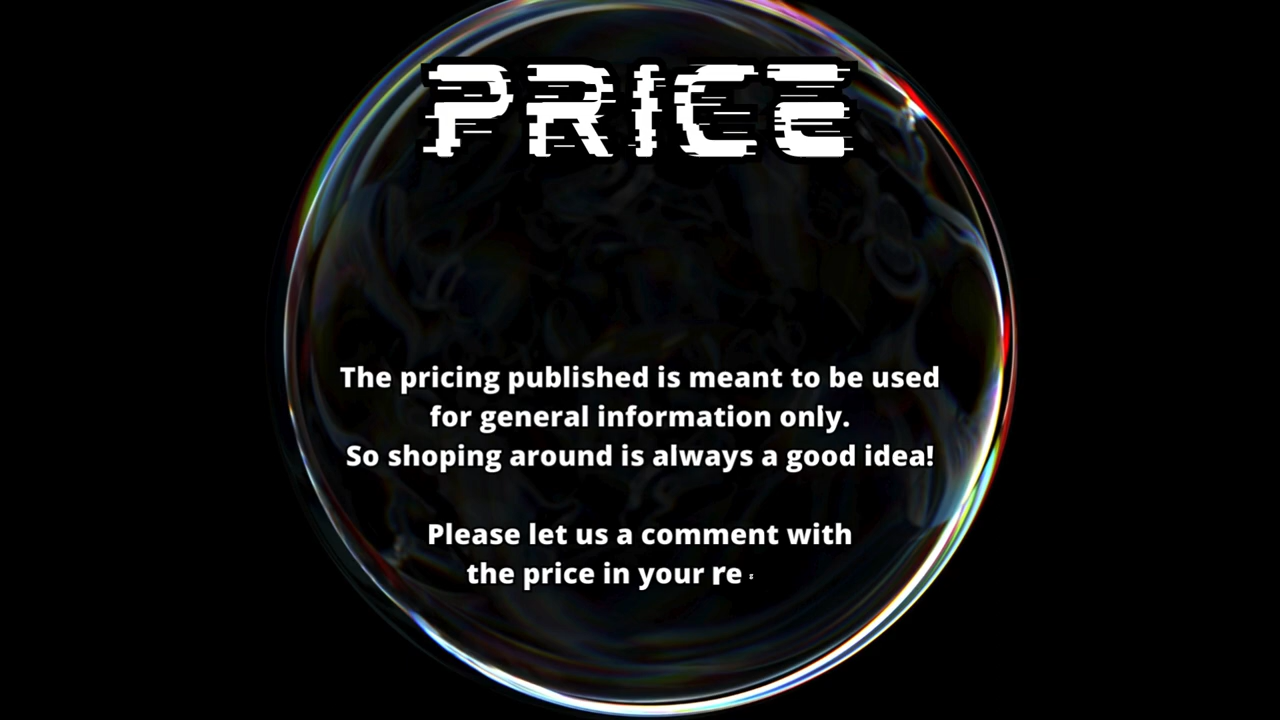 PRICE
The pricing published is meant to be used
for general information only.
So shoping around is always a good idea!
Please let us a comment with
the price in your re